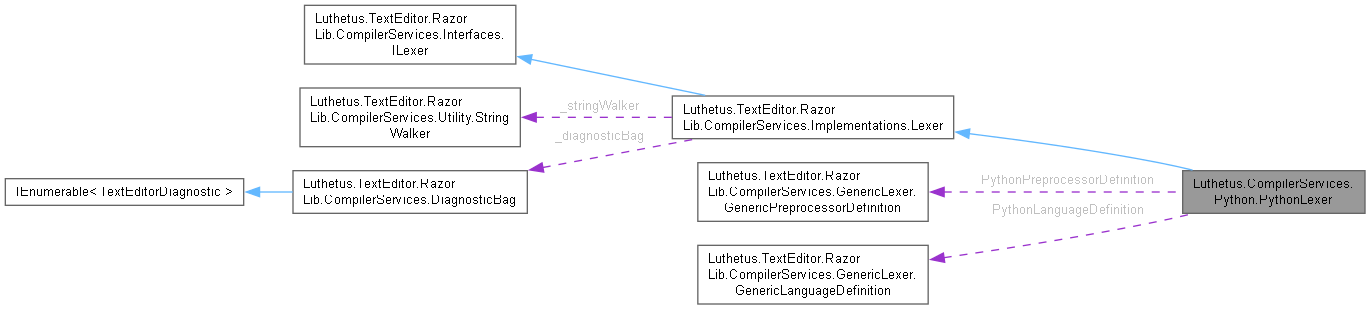 Luthetus.TextEditor.Razor
Lib.CompilerServices.Interfaces.
ILexer
Luthetus.TextEditor.Razor
Lib.CompilerServices.Utility.String
Walker
_stringWalker
_diagnosticBag
Luthetus.TextEditor.Razor
Lib.CompilerServices.Implementations.Lexer
IEnumerable< TextEditorDiagnostic >
Luthetus.TextEditor.Razor
Lib.CompilerServices.DiagnosticBag
Luthetus.TextEditor.Razor
Lib.CompilerServices.GenericLexer.
GenericPreprocessorDefinition
PythonPreprocessorDefinition
PythonLanguageDefinition
Luthetus.CompilerServices.
Python.PythonLexer
Luthetus.TextEditor.Razor
Lib.CompilerServices.GenericLexer.
GenericLanguageDefinition